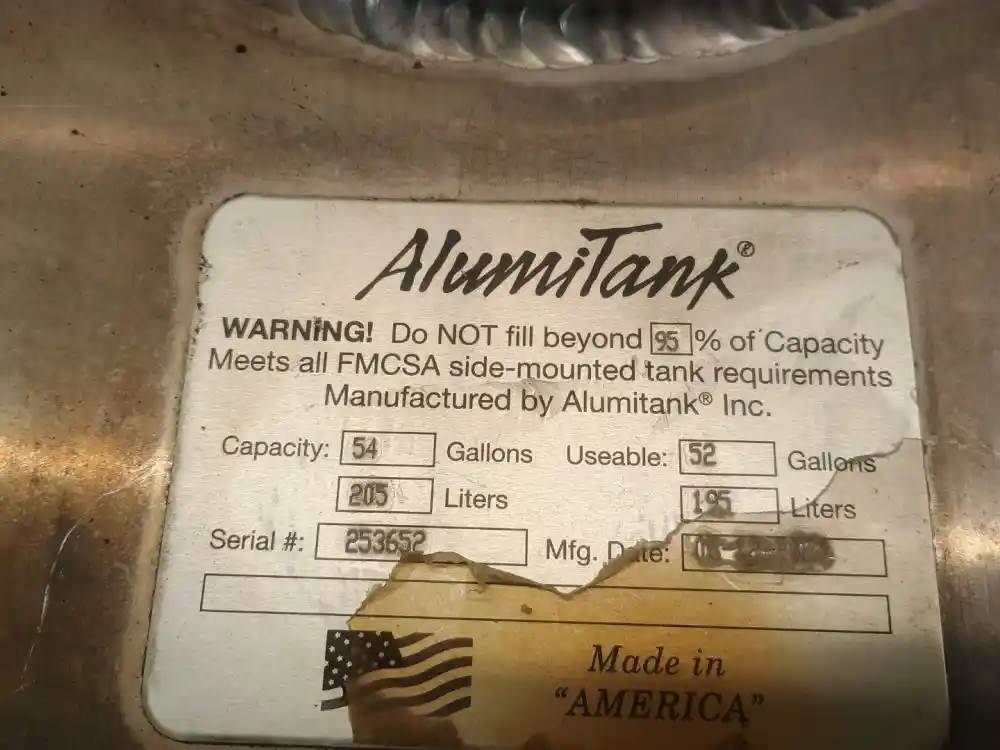 AlumiTank®
WARNING! Do NOT fill beyond 95 % of Capacity
Meets all FMCSA side-mounted tank requirements
Manufactured by Alumitank® Inc.
Capacity: 54 Gallons Useable: 52 Gallons
205 Liters 195 Liters
Serial #: 253652 Mfg. Date:
Made in
"AMERICA"